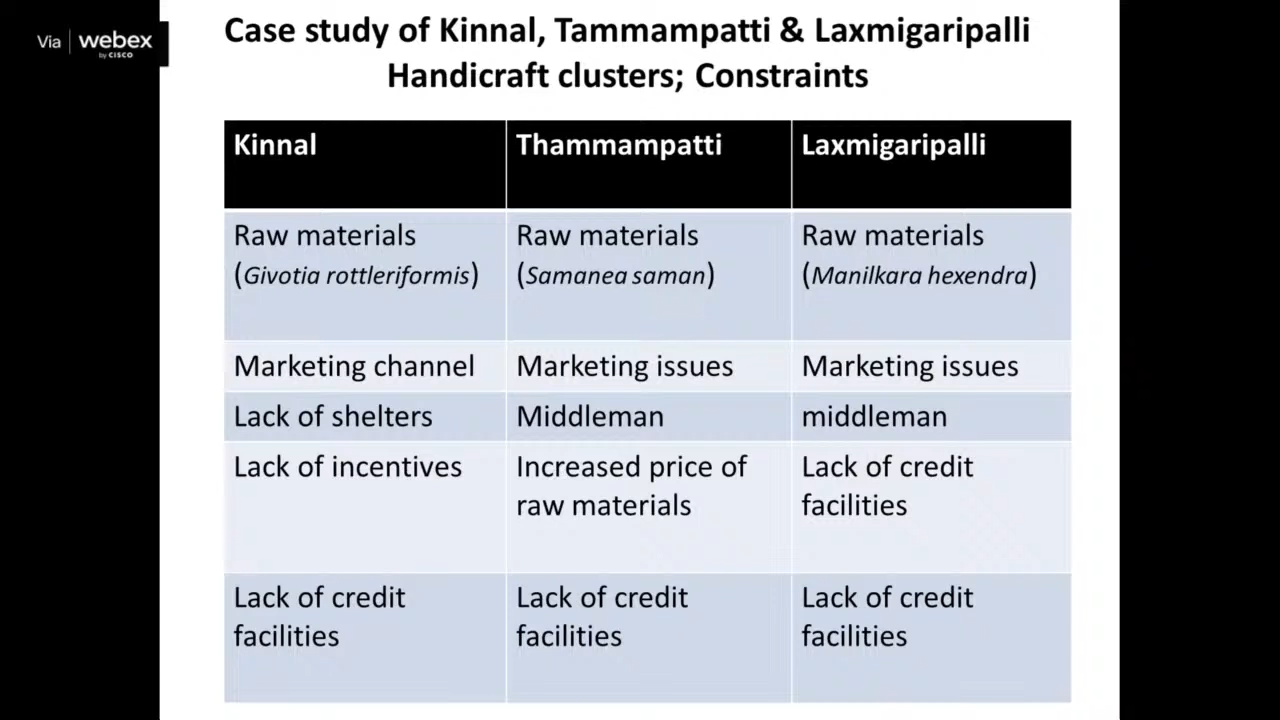 Via webex
by CISCO
Case study of Kinnal, Tammampatti & Laxmigaripalli
Handicraft clusters; Constraints
Kinnal Thammampatti Laxmigaripalli
Raw materials
(Givotia rottleriformis)
Raw materials
(Samanea saman)
Raw materials
(Manilkara hexendra)
Marketing channel Marketing issues Marketing issues
Lack of shelters Middleman middleman
Lack of incentives
Increased price of
raw materials
Lack of credit
facilities
Lack of credit
facilities
Lack of credit
facilities
Lack of credit
facilities